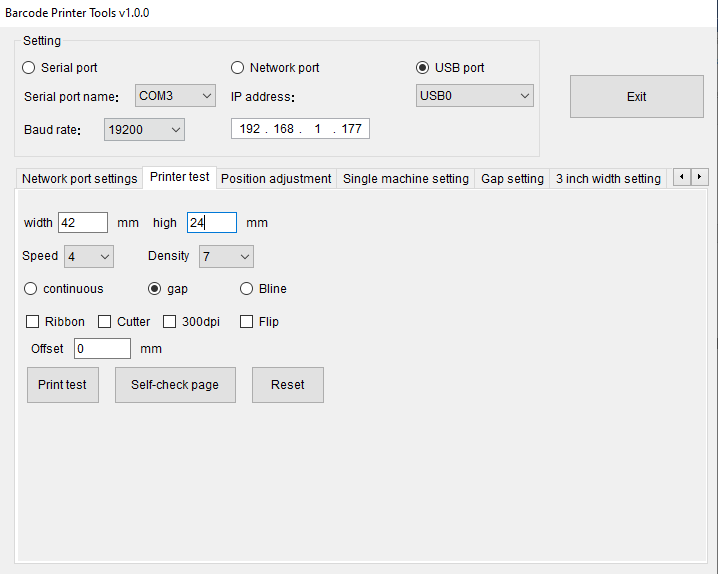 Barcode Printer Tools v1.0.0
Setting
Serial port Network port USB port
Serial port name: COM3 IP address: USB0
Exit
Baud rate: 19200 192 . 168 . 1 . 177
Network port settings Printer test Position adjustment Single machine setting Gap setting 3 inch width setting
width 42 mm high 24 mm
Speed 4 Density 7
continuous gap Bline
Ribbon Cutter 300dpi Flip
Offset 0 mm
Print test Self-check page Reset